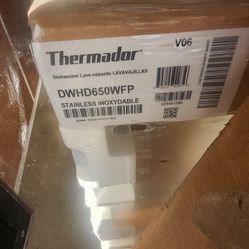 Thermador
V06
Dishwasher Lave-vaisselle LAVAVAJILLAS
DWHD650WFP
STAINLESS INOXYDABLE